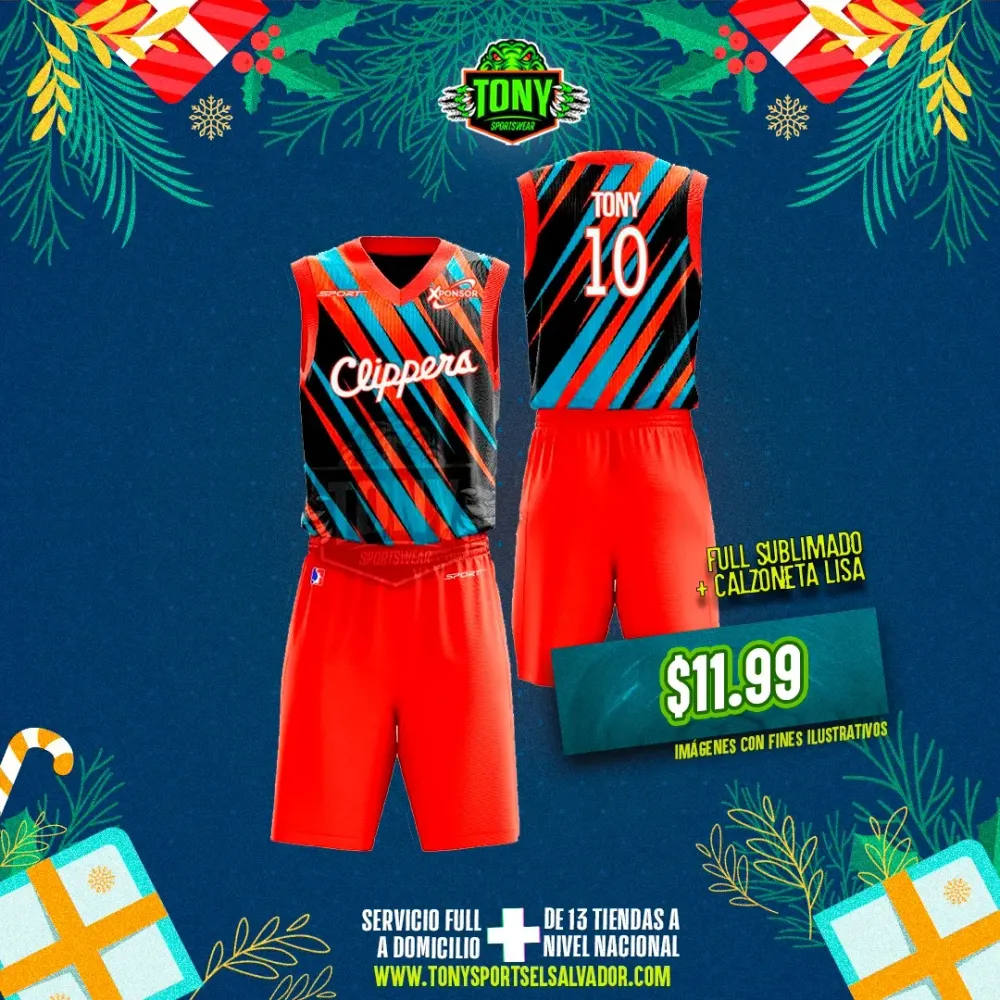 TONY
SPORTSWEAR
TONY
10
SPORT
XPONSOR
Clippers
TONY
SPORTSWEAR
SPORT
FULL SUBLIMADO
+ CALZONETA LISA
$11.99
IMÁGENES CON FINES ILUSTRATIVOS
SERVICIO FULL
A DOMICILIO
+
DE 13 TIENDAS A
NIVEL NACIONAL
WWW.TONYSPORTSELSALVADOR.COM